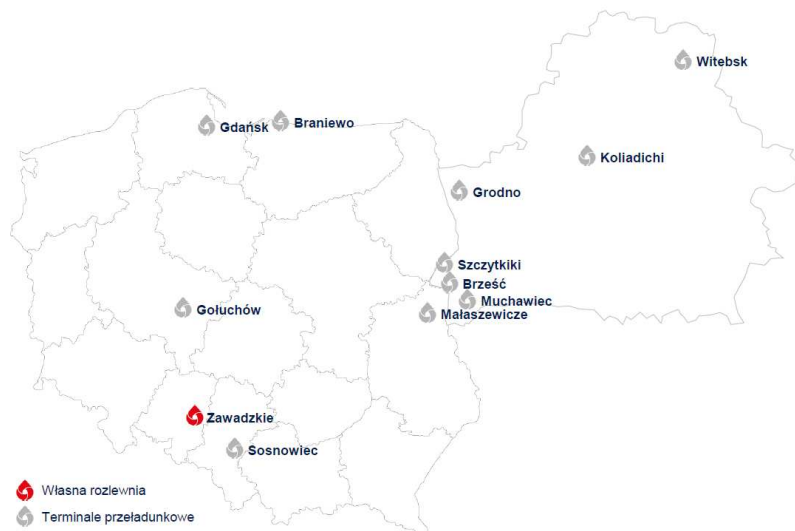 Witebsk
Gdańsk
Braniewo
Koliadichi
Grodno
Szczytkiki
Brześć
Muchawiec
Gołuchów
Małaszewicze
Zawadzkie
Sosnowiec
Własna rozlewnia
Terminale przeładunkowe